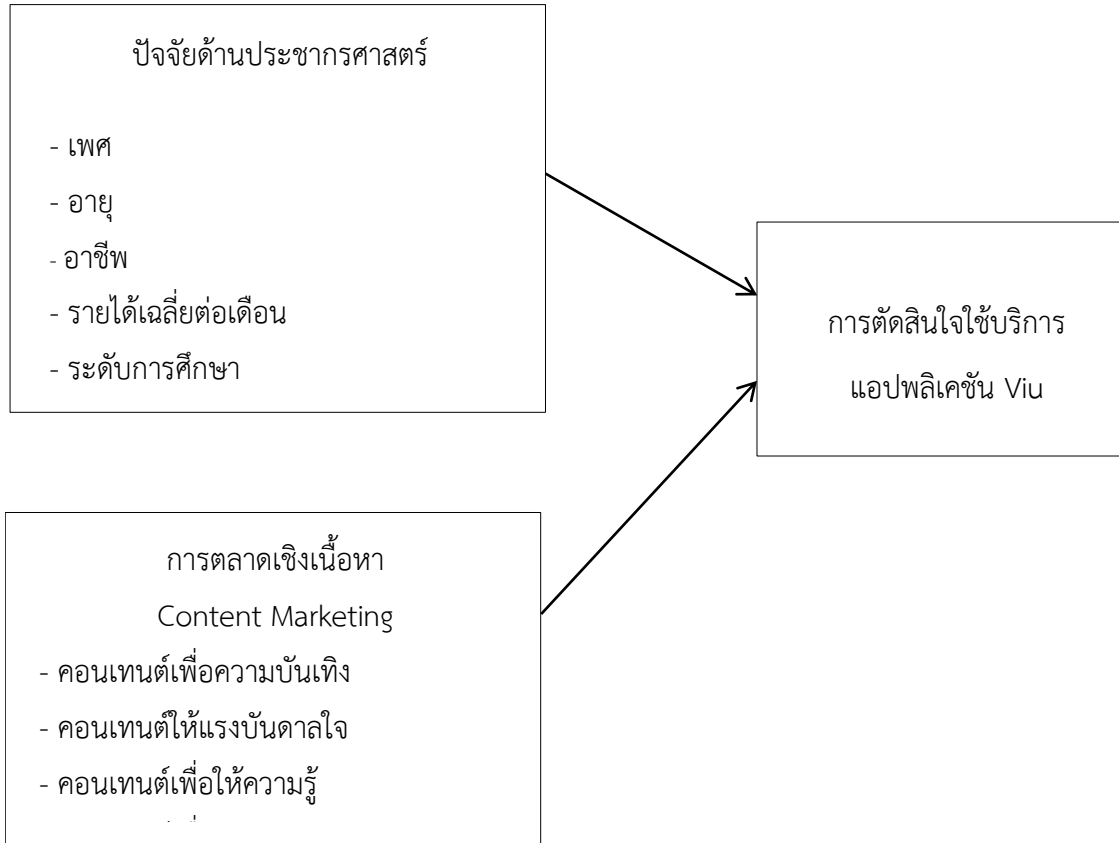 ปัจจัยด้านประชากรศาสตร์
- เพศ
- อายุ
- อาชีพ
- รายได้เฉลี่ยต่อเดือน
- ระดับการศึกษา
การตัดสินใจใช้บริการ
แอปพลิเคชัน Viu
การตลาดเชิงเนื้อหา
Content Marketing
- คอนเทนต์เพื่อความบันเทิง
- คอนเทนต์ให้แรงบันดาลใจ
- คอนเทนต์เพื่อให้ความรู้